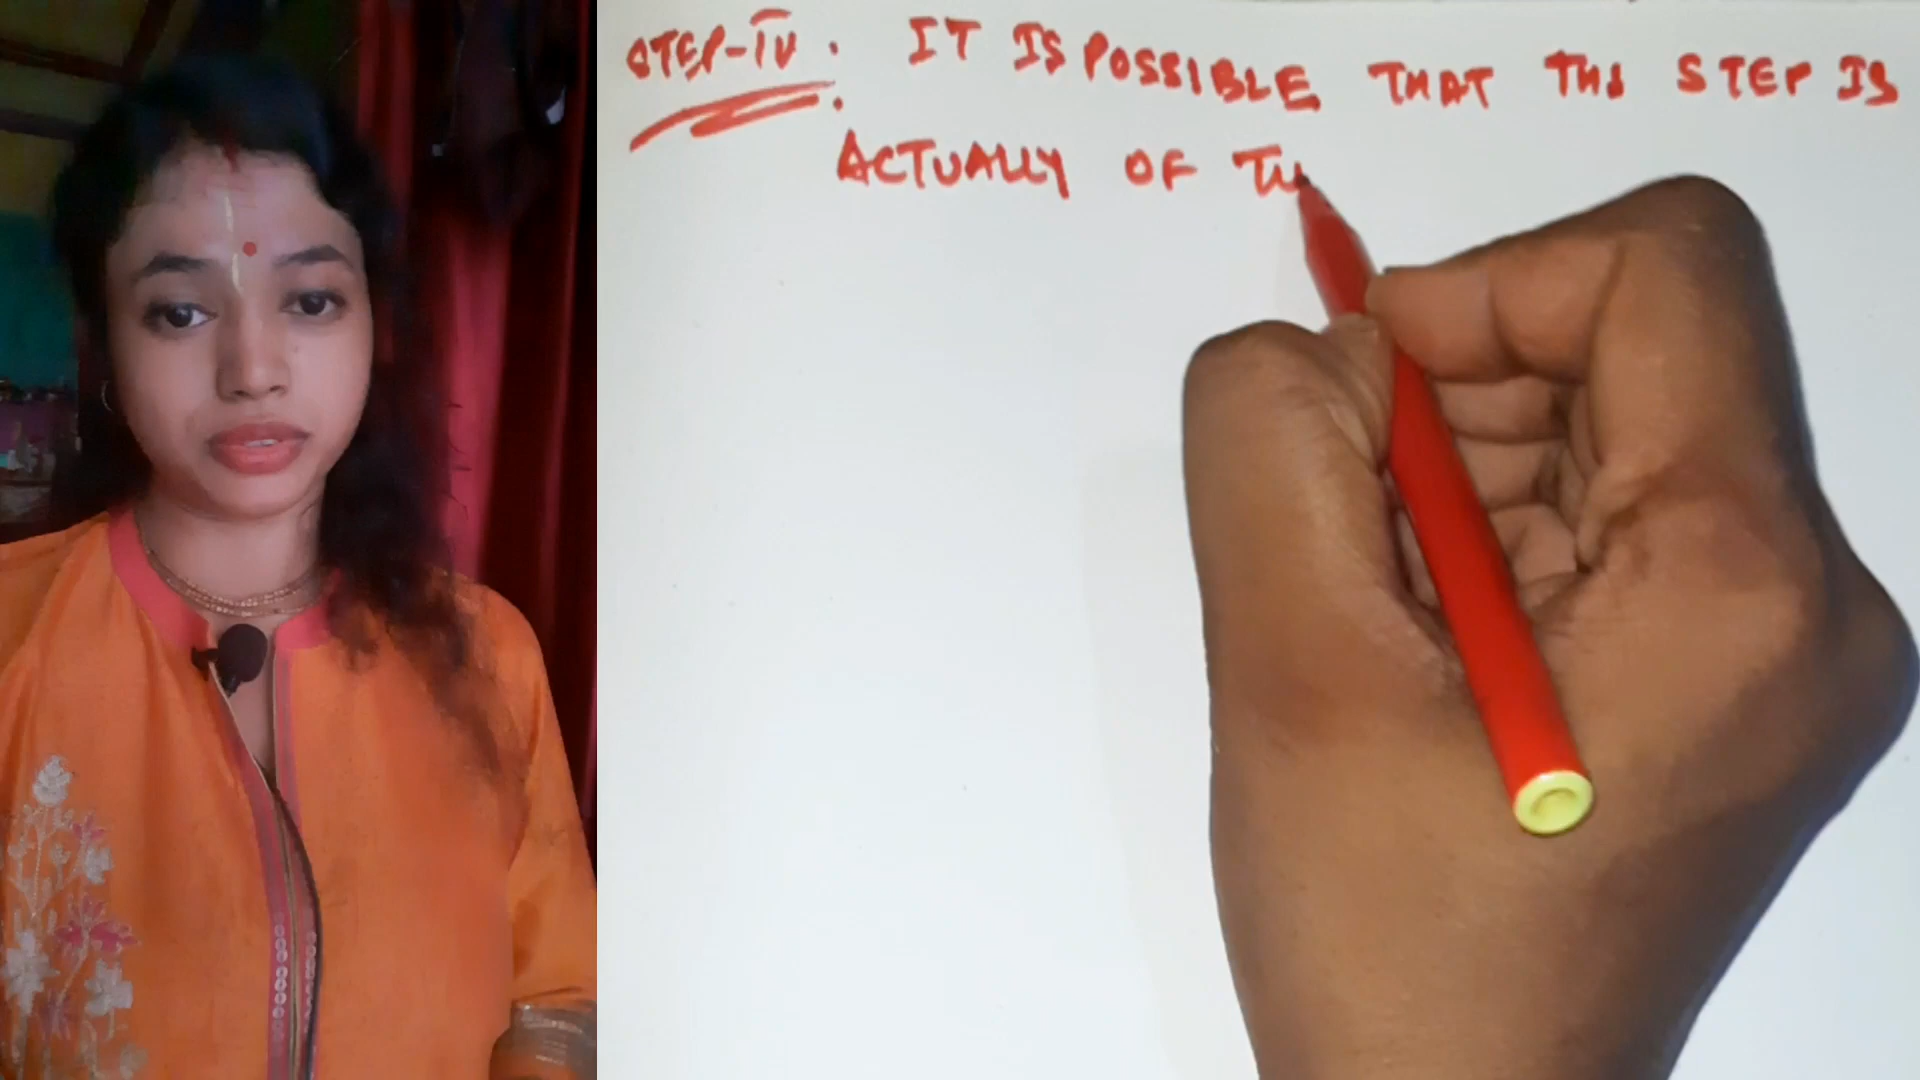 STEP-IV. IT IS POSSIBLE THAT THIS STEP IS
ACTUALLY OF